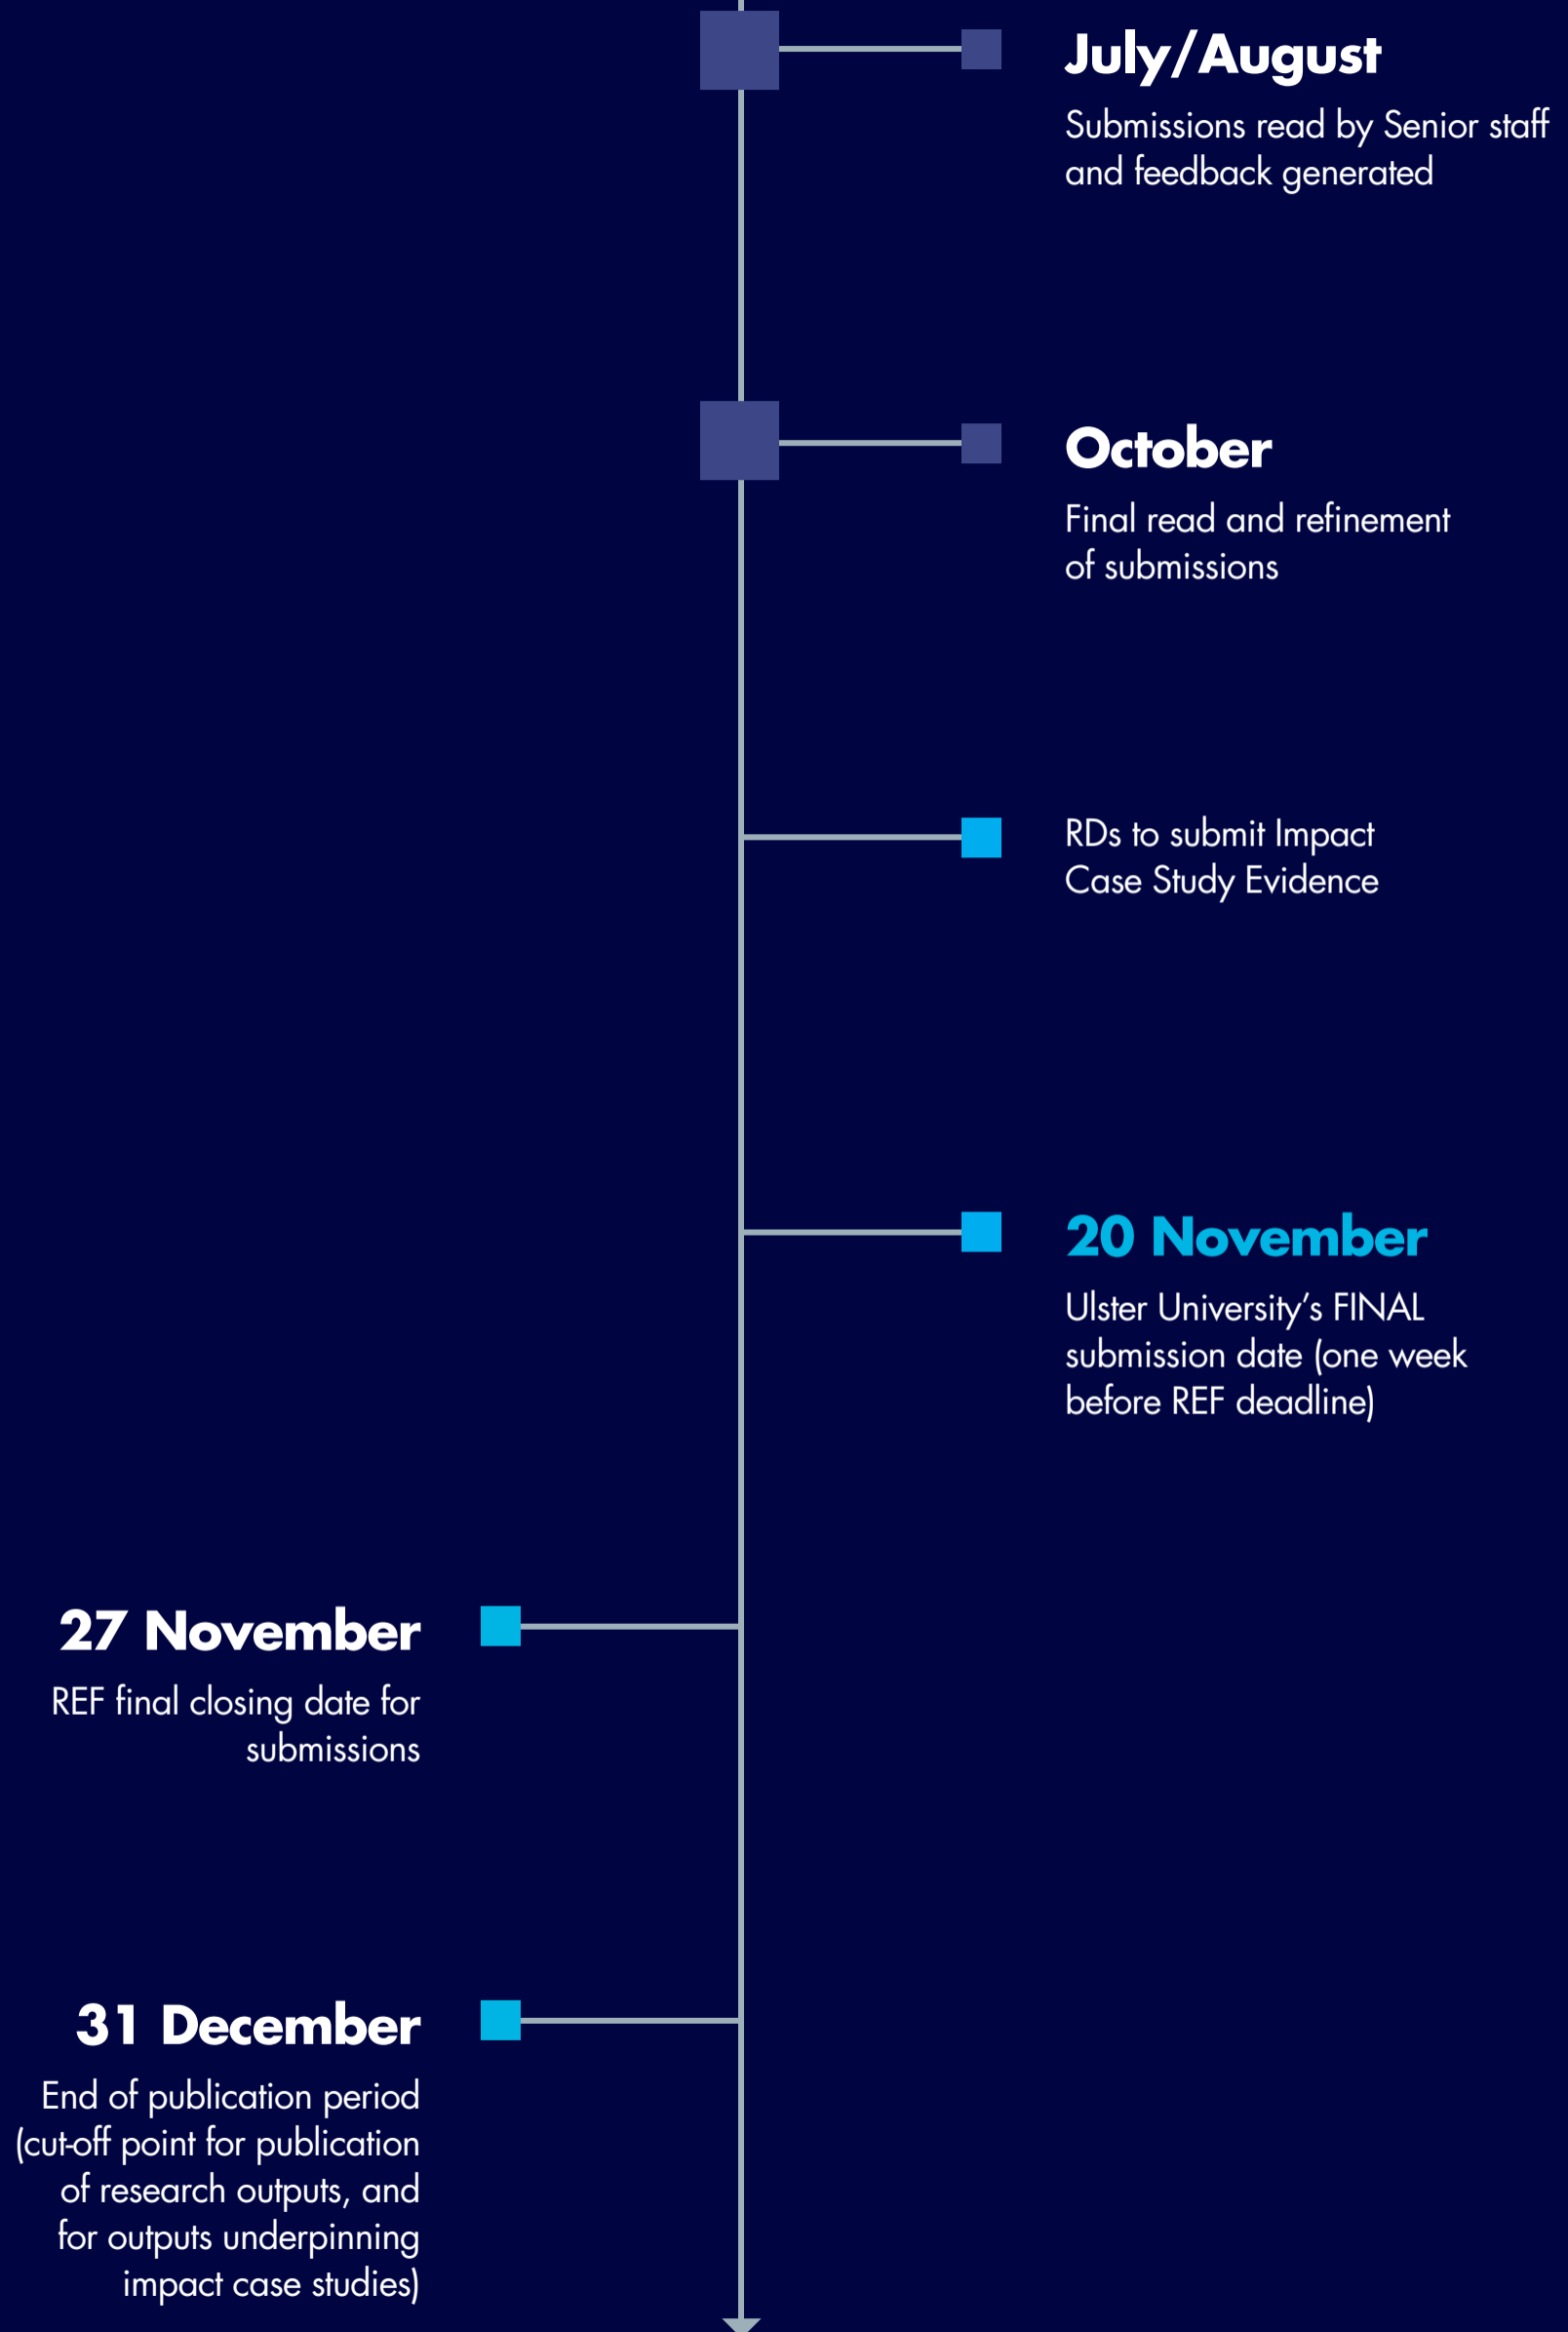 July/August
Submissions read by Senior staff
and feedback generated
October
Final read and refinement
of submissions
RDs to submit Impact
Case Study Evidence
20 November
Ulster University’s FINAL
submission date (one week
before REF deadline)
27 November
REF final closing date for
submissions
31 December
End of publication period
(cut-off point for publication
of research outputs, and
for outputs underpinning
impact case studies)